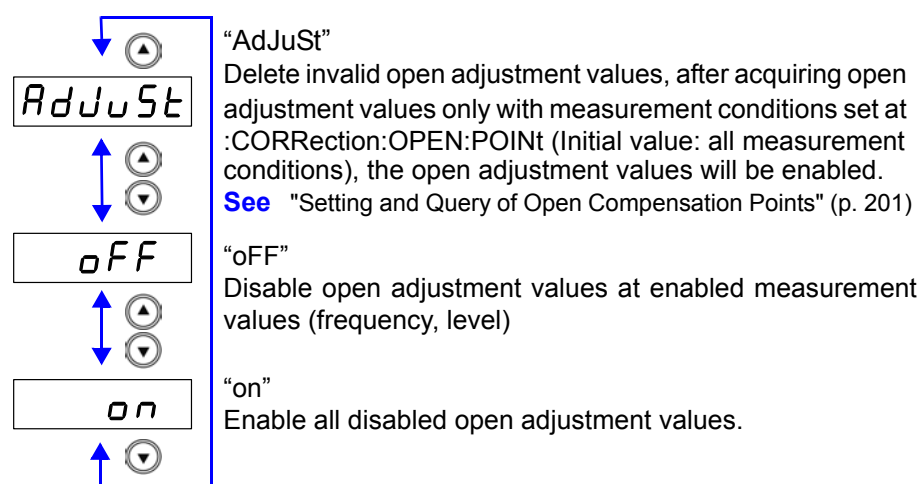 “AdJuSt”
Delete invalid open adjustment values, after acquiring open
AdJuSt
adjustment values only with measurement conditions set at
:CORRection:OPEN:POINt (Initial value: all measurement
conditions), the open adjustment values will be enabled.
See "Setting and Query of Open Compensation Points" (p. 201)
oFF
“oFF”
Disable open adjustment values at enabled measurement
values (frequency, level)
on
“on”
Enable all disabled open adjustment values.